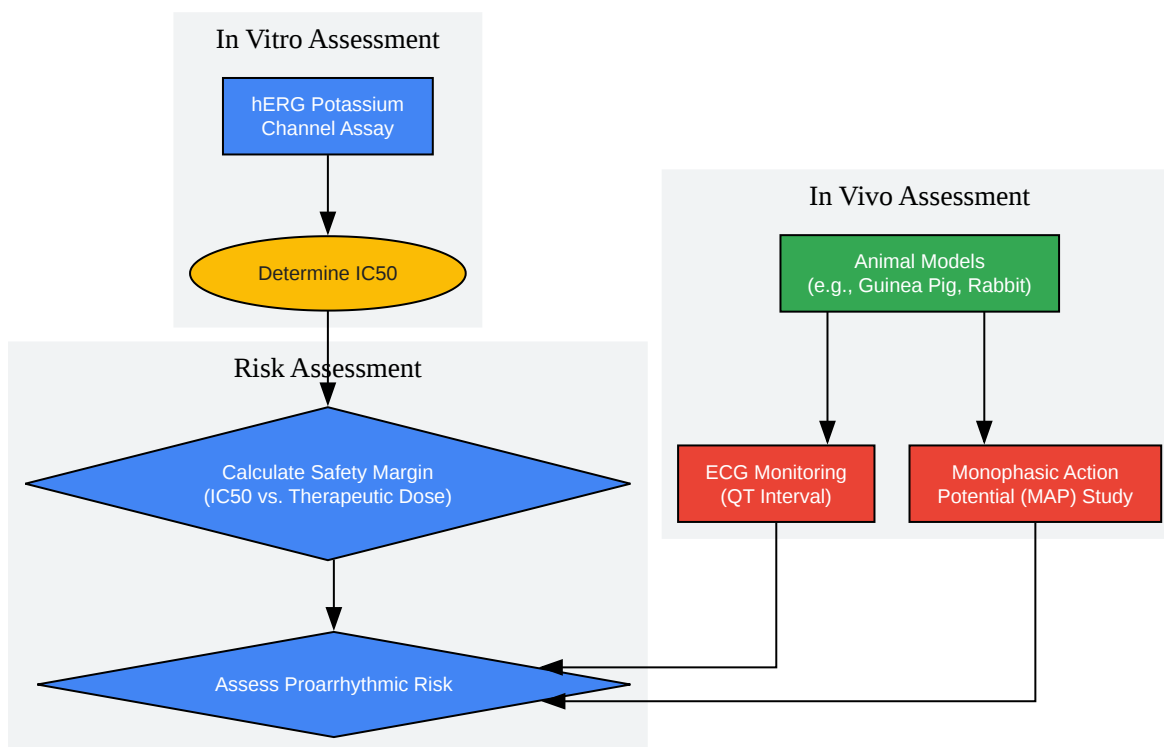 In Vitro Assessment
hERG Potassium
Channel Assay
Determine IC50
Risk Assessment
Calculate Safety Margin
(IC50 vs. Therapeutic Dose)
Assess Proarrhythmic Risk
In Vivo Assessment
Animal Models
(e.g., Guinea Pig, Rabbit)
ECG Monitoring
(QT Interval)
Monophasic Action
Potential (MAP) Study